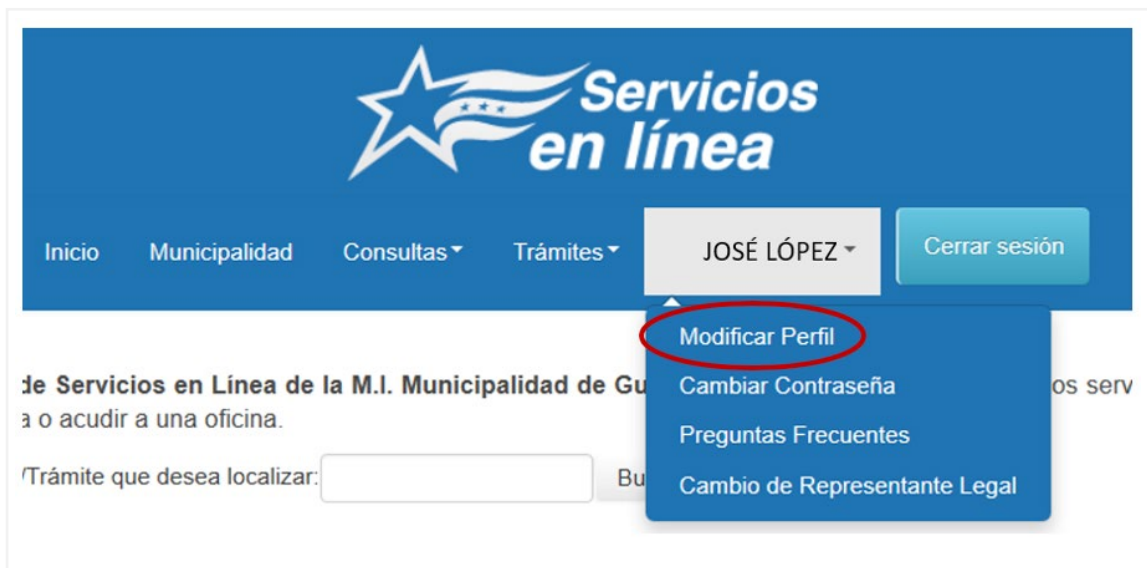 Servicios
en línea
Inicio Municipalidad Consultas Trámites JOSÉ LÓPEZ Cerrar sesión
Modificar Perfil
de Servicios en Línea de la M.I. Municipalidad de Gu os serv
Cambiar Contraseña
a o acudir a una oficina.
Preguntas Frecuentes
/Trámite que desea localizar: Bu
Cambio de Representante Legal